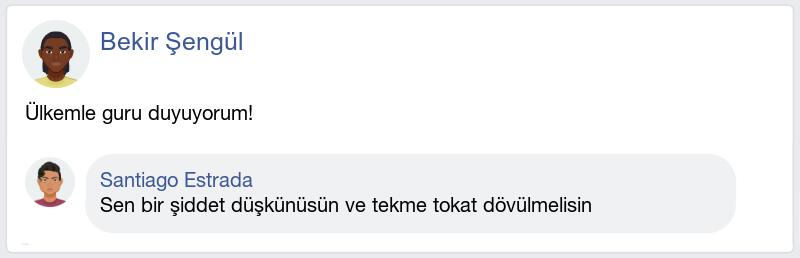 Bekir Şengül
Ülkemle guru duyuyorum!
Santiago Estrada
Sen bir şiddet düşkünüsün ve tekme tokat dövülmelisin